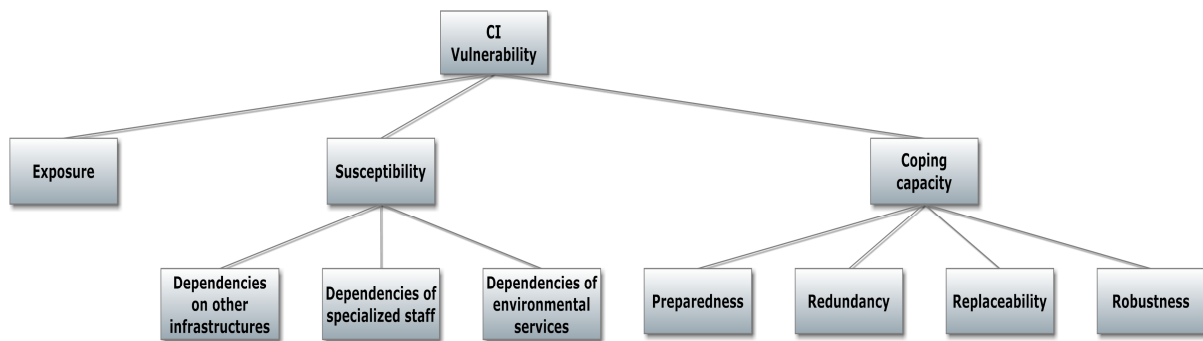 CI
Vulnerability
Exposure
Susceptibility
Coping
capacity
Dependencies
on other
infrastructures
Dependencies of
specialized staff
Dependencies of
environmental
services
Preparedness
Redundancy
Replaceability
Robustness